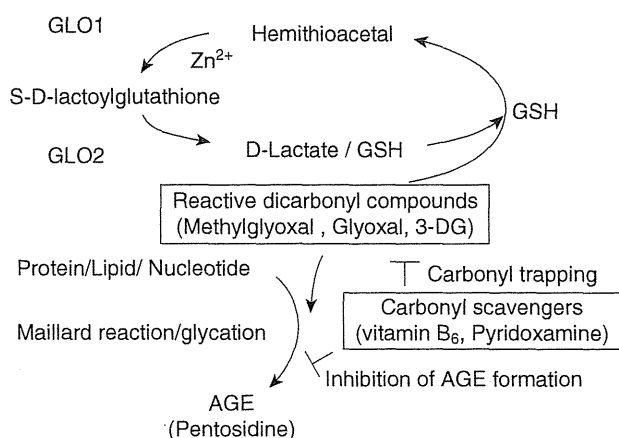 GLO1
Hemithioacetal
Zn²⁺
S-D-lactoylglutathione
GSH
GLO2
D-Lactate / GSH
Reactive dicarbonyl compounds
(Methylglyoxal , Glyoxal, 3-DG)
Protein/Lipid/ Nucleotide
Carbonyl trapping
Carbonyl scavengers
(vitamin B₆, Pyridoxamine)
Maillard reaction/glycation
Inhibition of AGE formation
AGE
(Pentosidine)